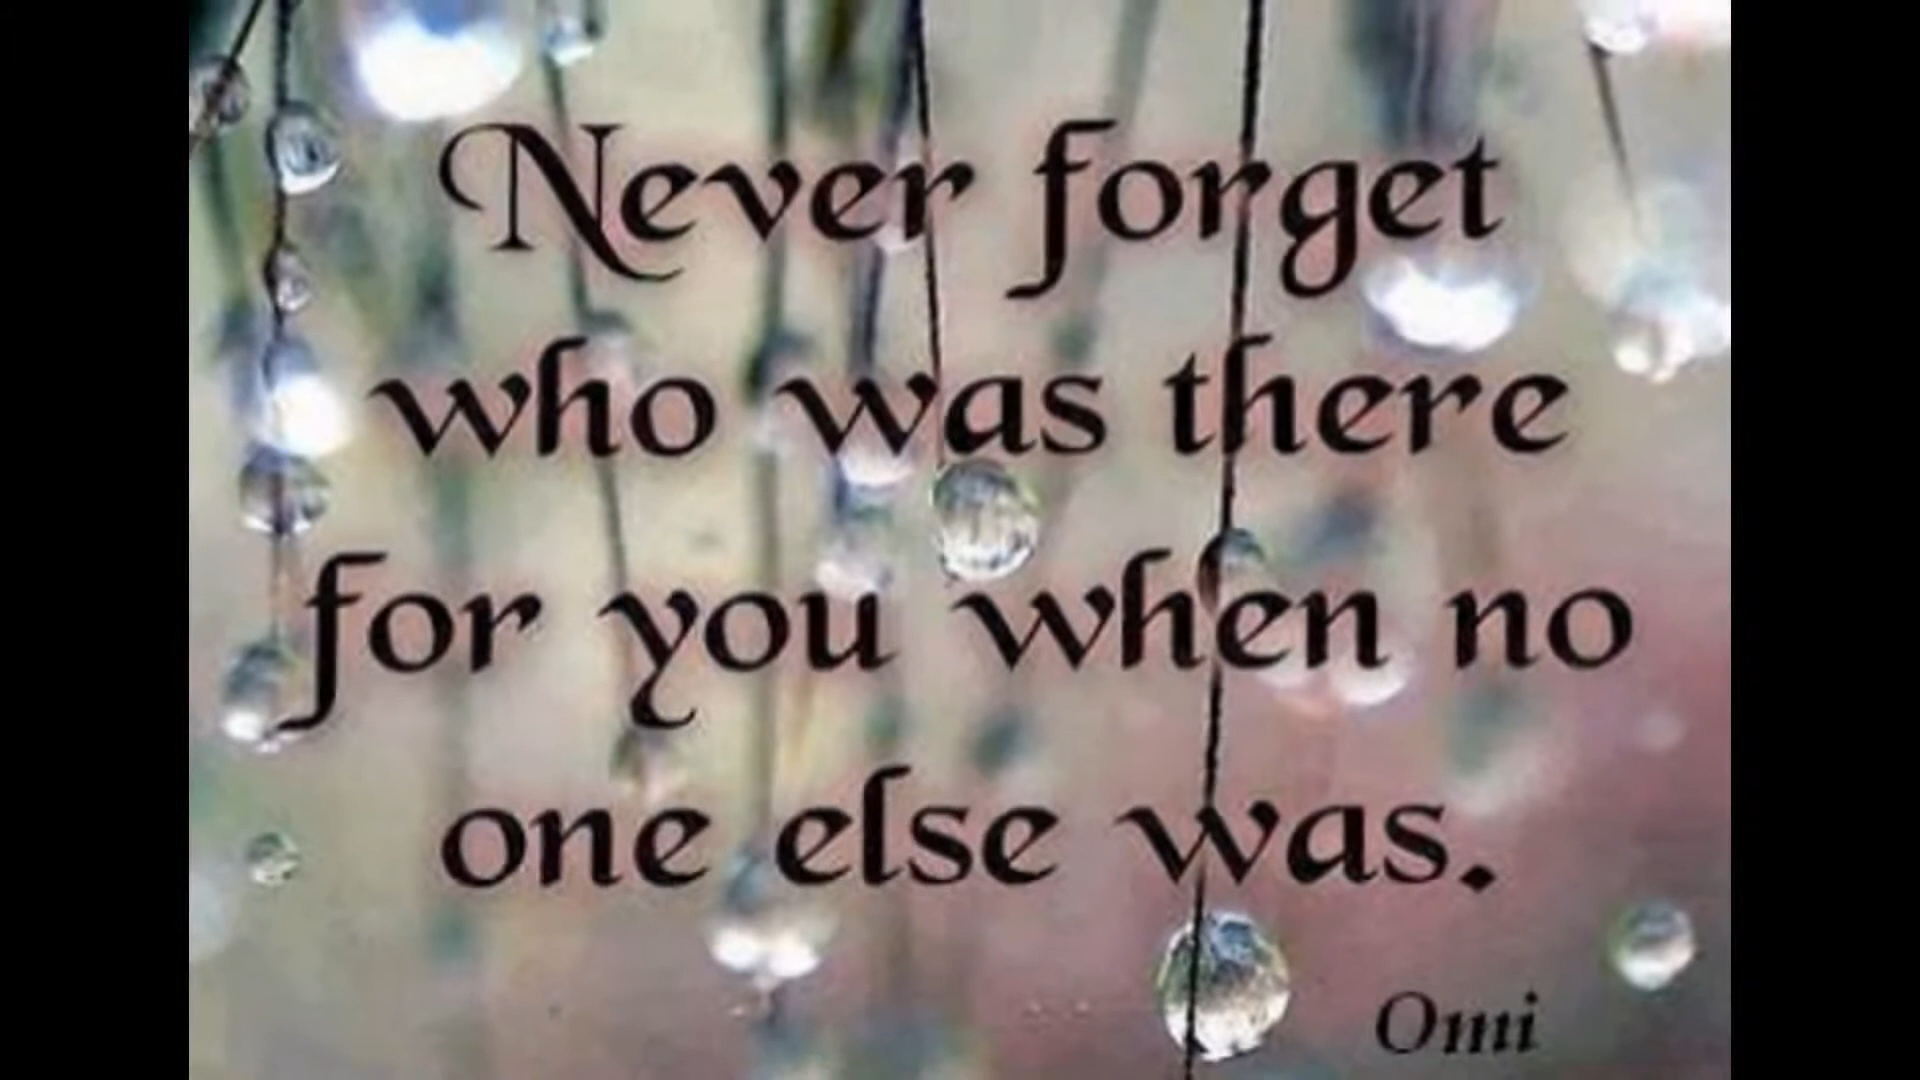 Never forget
who was there
for you when no
one else was.
Omi